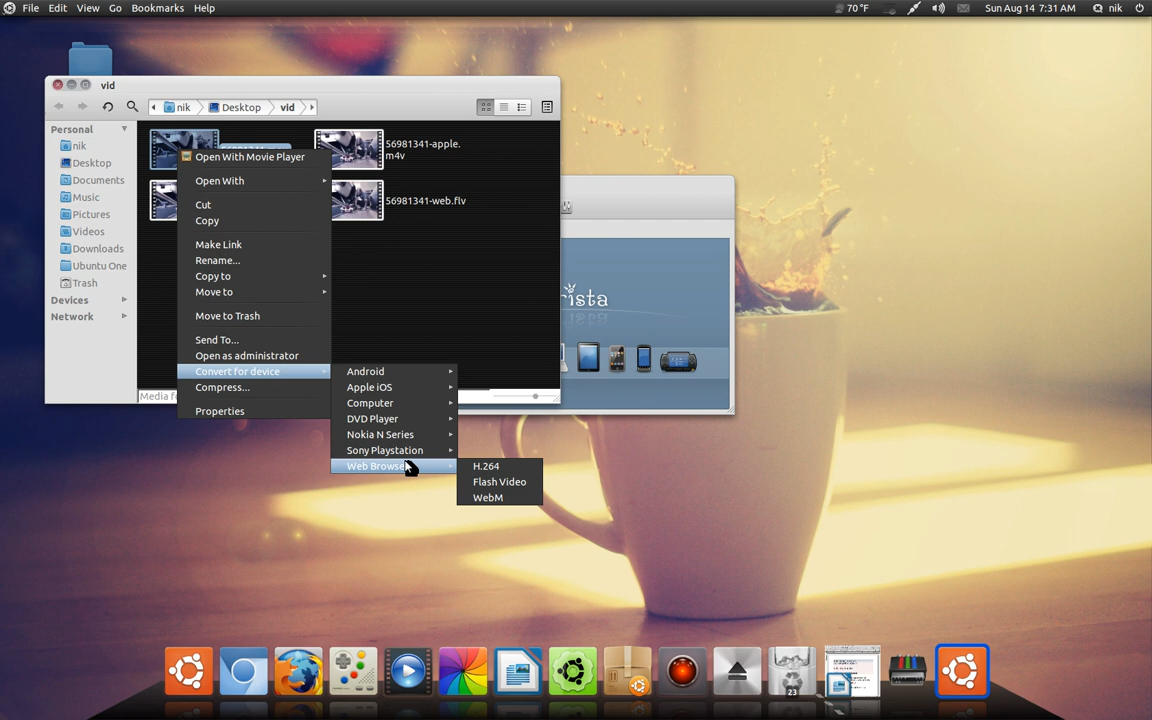 File Edit View Go Bookmarks Help
70 °F
Sun Aug 14 7:31 AM
nik
vid
nik Desktop vid
Personal
nik
Desktop
Documents
Music
Pictures
Videos
Downloads
Ubuntu One
Trash
Devices
Network
56981341-apple.
m4v
56981341-web.flv
Open With Movie Player
Open With
Cut
Copy
Make Link
Rename...
Copy to
Move to
Move to Trash
Send To...
Open as administrator
Convert for device
Compress...
Properties
Android
Apple iOS
Computer
DVD Player
Nokia N Series
Sony Playstation
Web Browse
H.264
Flash Video
WebM
Media
rista
23